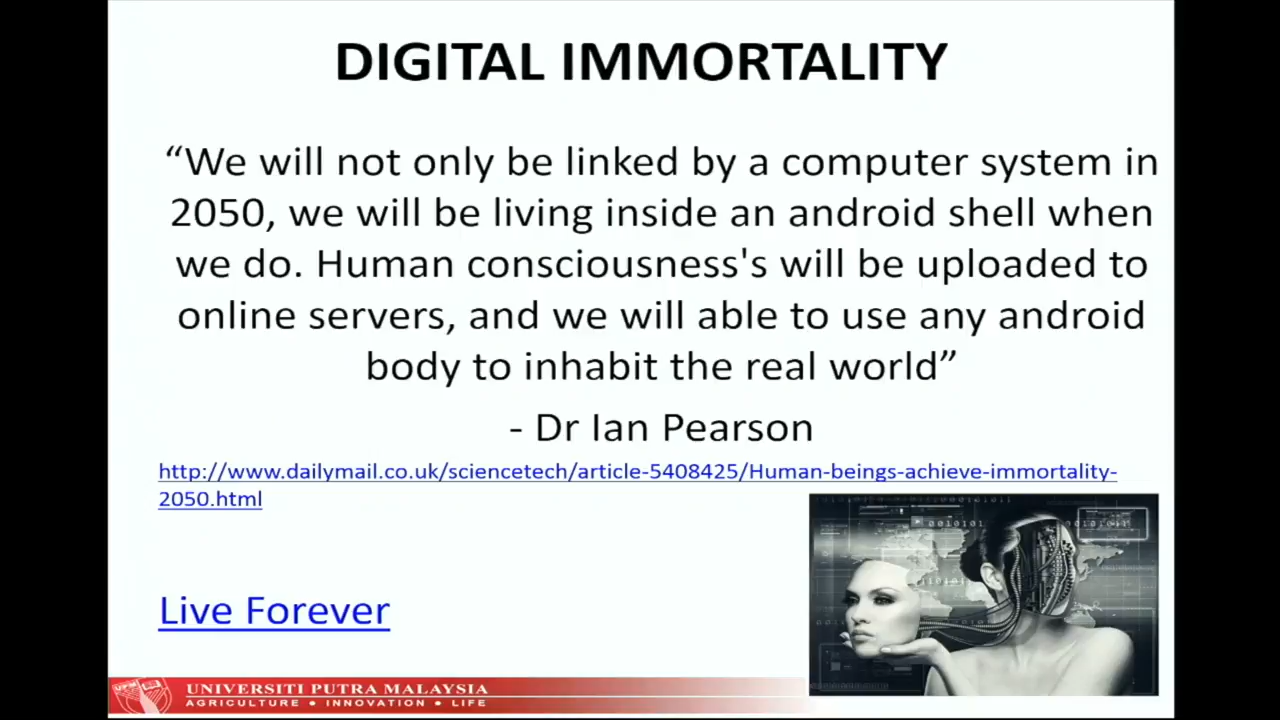 DIGITAL IMMORTALITY
“We will not only be linked by a computer system in
2050, we will be living inside an android shell when
we do. Human consciousness's will be uploaded to
online servers, and we will able to use any android
body to inhabit the real world”
- Dr Ian Pearson
http://www.dailymail.co.uk/sciencetech/article-5408425/Human-beings-achieve-immortality-
2050.html
Live Forever
UNIVERSITI PUTRA MALAYSIA
AGRICULTURE • INNOVATION • LIFE